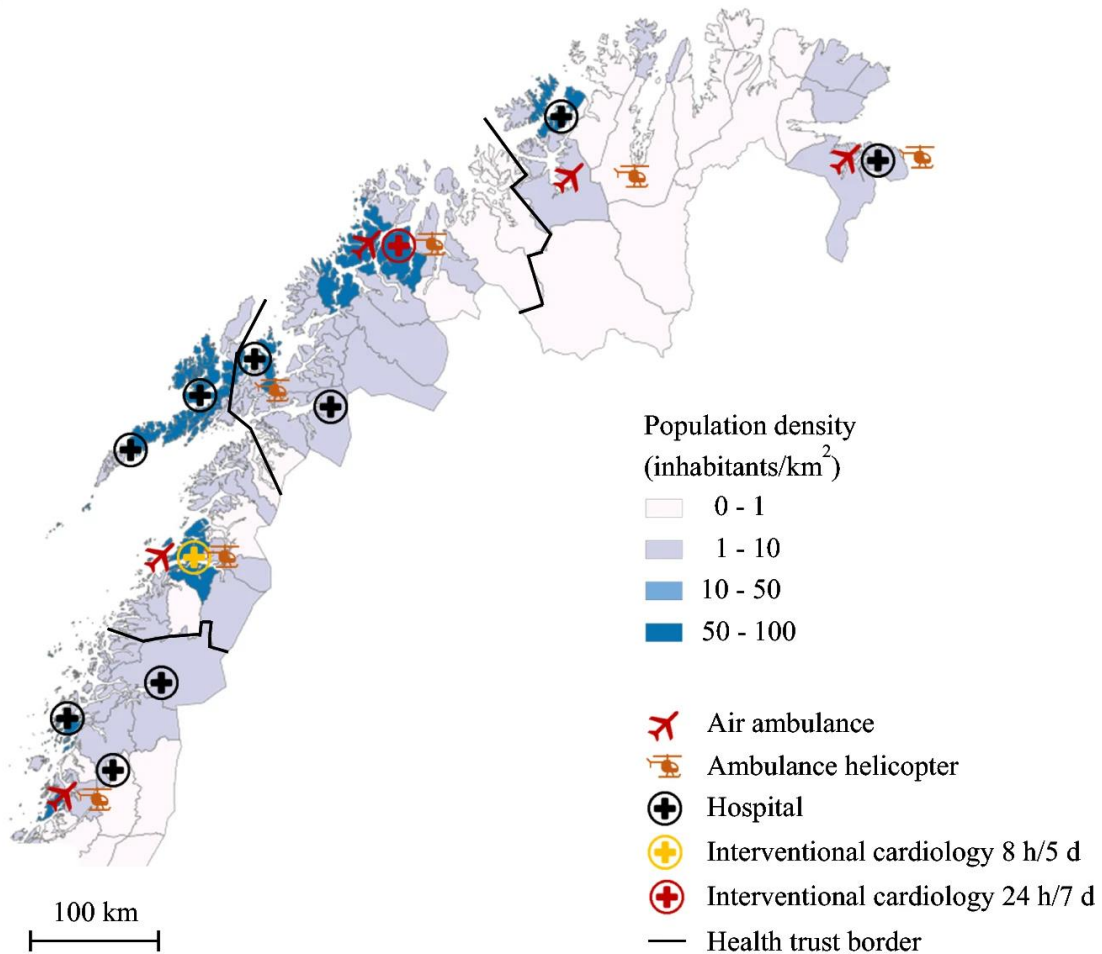 Population density
(inhabitants/km²)
0 - 1
1 - 10
10 - 50
50 - 100
Air ambulance
Ambulance helicopter
Hospital
Interventional cardiology 8 h/5 d
Interventional cardiology 24 h/7 d
Health trust border
100 km